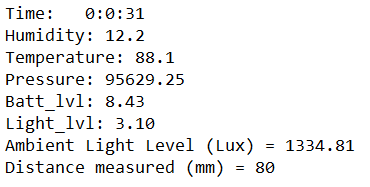 Time:   0:0:31
Humidity: 12.2
Temperature: 88.1
Pressure: 95629.25
Batt_lvl: 8.43
Light_lvl: 3.10
Ambient Light Level (Lux) = 1334.81
Distance measured (mm) = 80